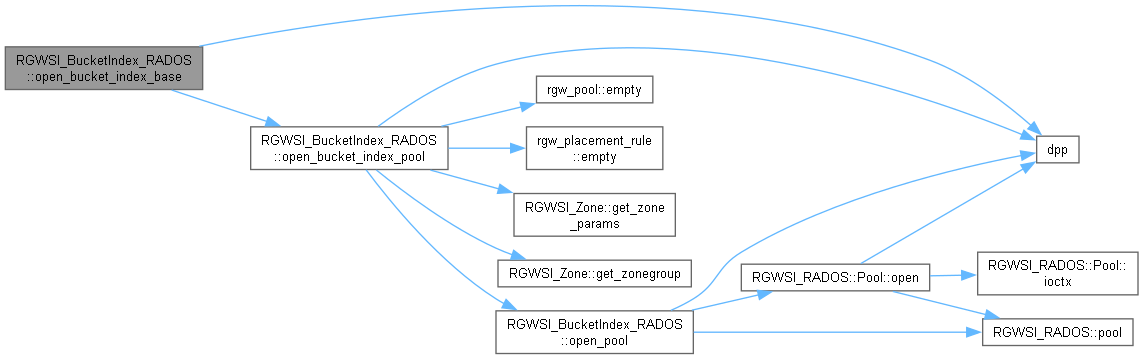 RGWSI_BucketIndex_RADOS
::open_bucket_index_base
RGWSI_BucketIndex_RADOS
::open_bucket_index_pool
rgw_pool::empty
rgw_placement_rule
::empty
RGWSI_Zone::get_zone
_params
RGWSI_Zone::get_zonegroup
RGWSI_BucketIndex_RADOS
::open_pool
RGWSI_RADOS::Pool::open
dpp
RGWSI_RADOS::Pool::
ioctx
RGWSI_RADOS::pool